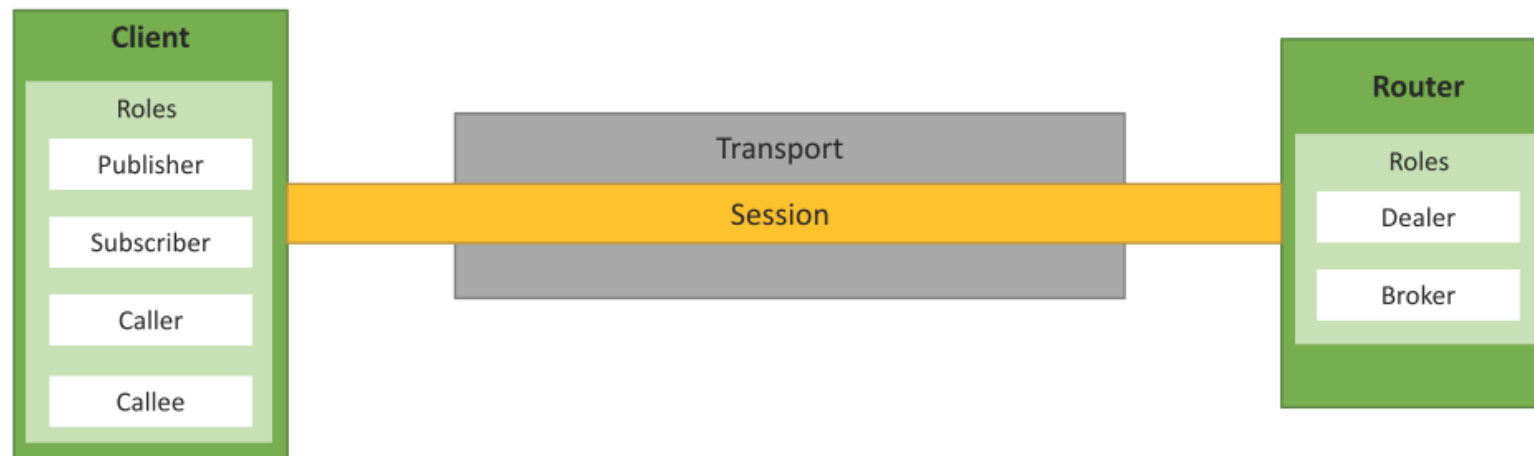 Client
Roles
Publisher
Subscriber
Caller
Callee
Transport
Session
Router
Roles
Dealer
Broker